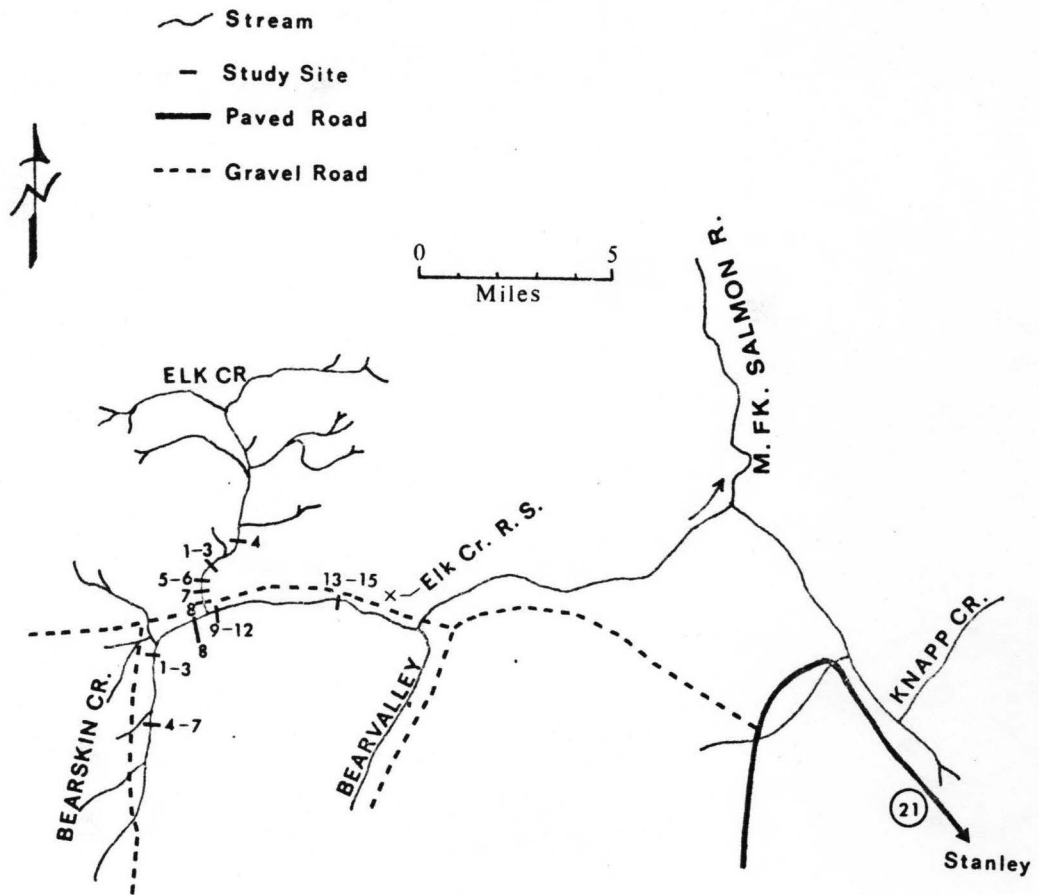 Stream
Study Site
Paved Road
Gravel Road
0 5
Miles
M. FK. SALMON R.
ELK CR
Elk Cr. R. S.
4
1-3
5-6
7
8
13-15
9-12
8
1-3
4-7
BEARSKIN CR.
BEARVALLEY
KNAPP CR.
21
Stanley